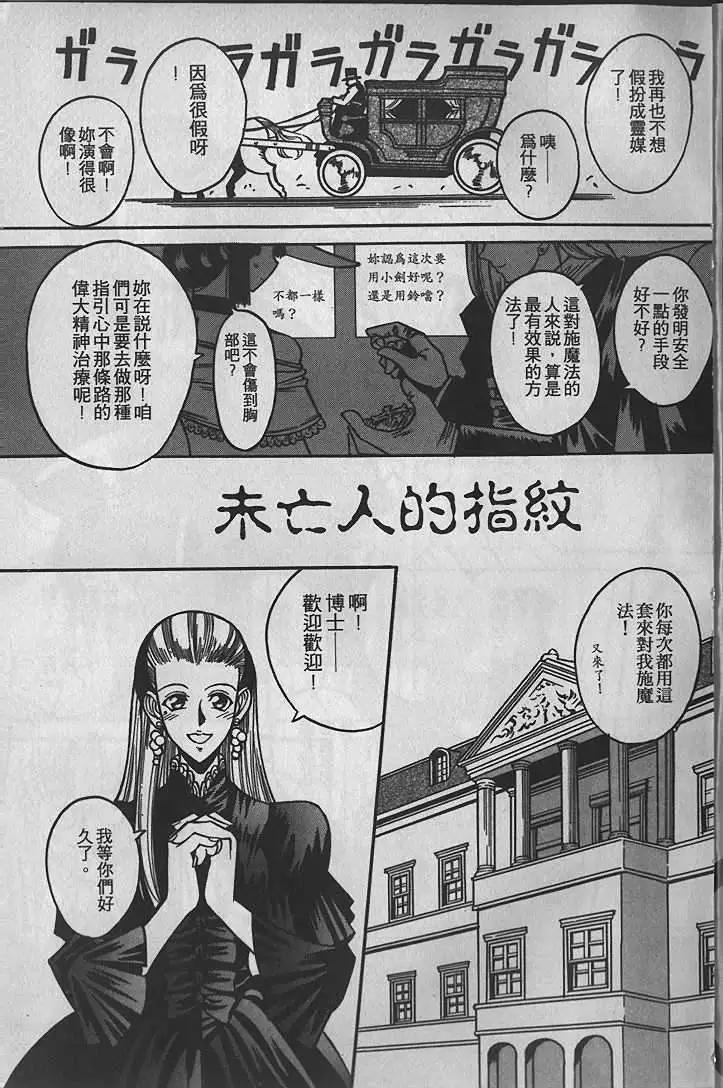 ガラガラガラガラガラガラガラ
我再也不想
假扮成靈媒
了！
咦——
爲什麼？
因爲很假呀
！
不會啊！
妳演得很
像啊！
你發明安全
一點的手段
好不好？
這對施魔法的
人來說，算是
最有效果的方
法了！
妳認爲這次要
用小劍好呢？
還是用鈴噹？
不都一樣
嗎？
這不會傷到胸
部吧？
妳在說什麼呀！咱
們可是要去做那種
指引心中那條路的
偉大精神治療呢！
未亡人的指紋
你每次都用這
套來對我施魔
法！
又來了！
啊！
博士——
歡迎歡迎！
我等你們好
久了。